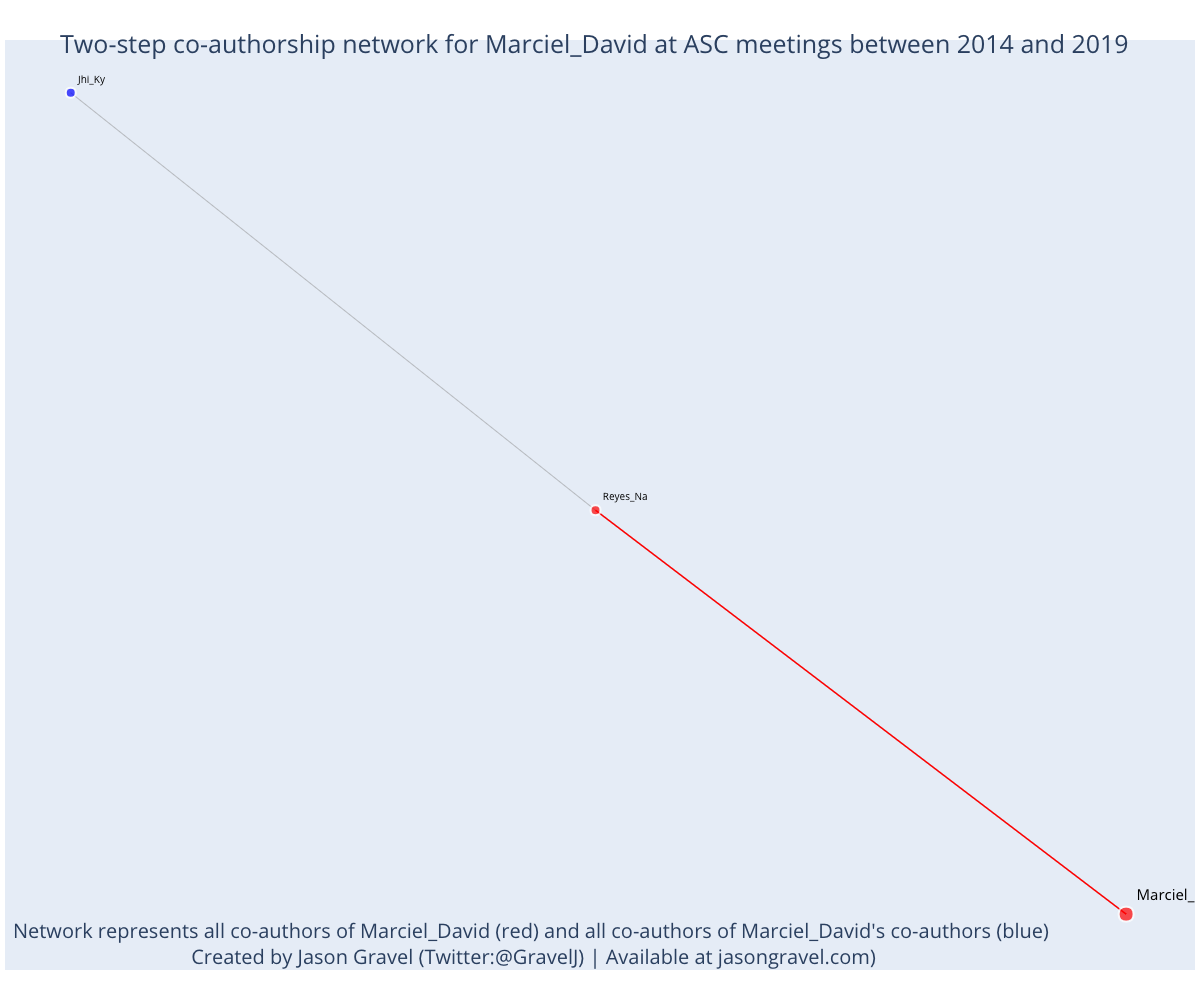 Two-step co-authorship network for Marciel_David at ASC meetings between 2014 and 2019
Jhi_Ky
Reyes_Na
Marciel_
Network represents all co-authors of Marciel_David (red) and all co-authors of Marciel_David's co-authors (blue)
Created by Jason Gravel (Twitter:@GravelJ) | Available at jasongravel.com)